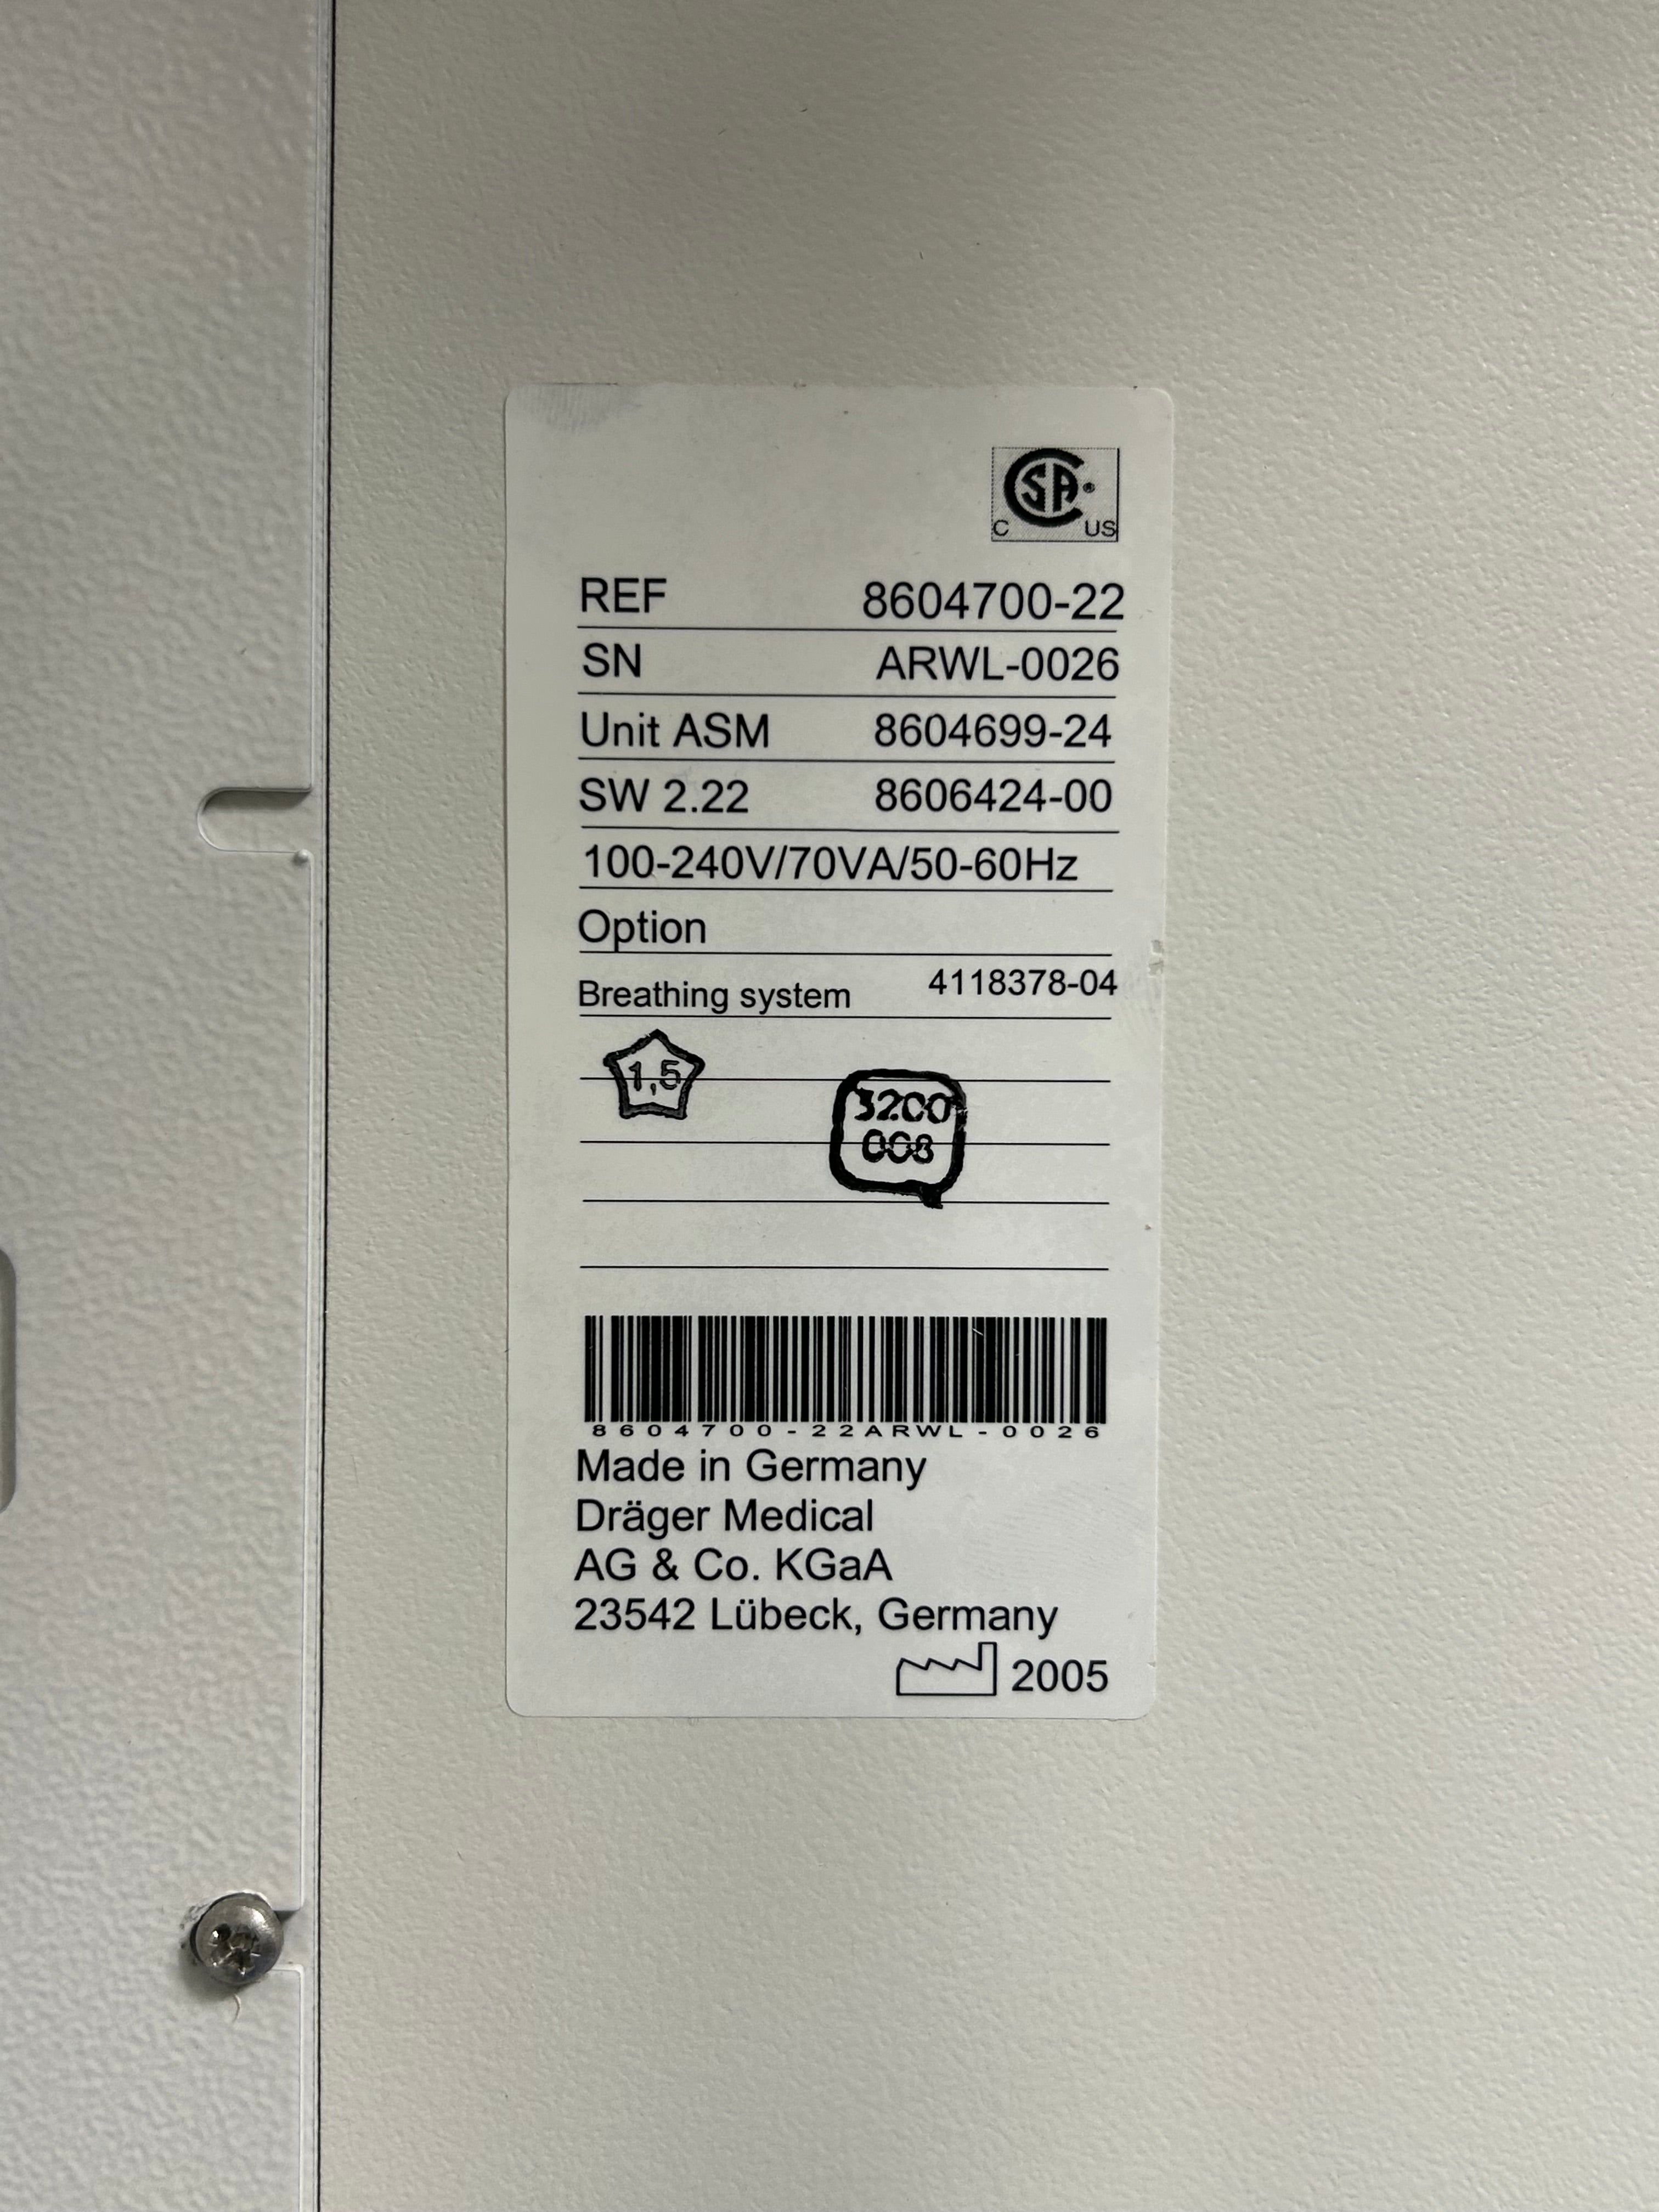 CSA®
C US
REF 8604700-22
SN ARWL-0026
Unit ASM 8604699-24
SW 2.22 8606424-00
100-240V/70VA/50-60Hz
Option
Breathing system 4118378-04
1,5
8604700-22ARWL-0026
Made in Germany
Dräger Medical
AG & Co. KGaA
23542 Lübeck, Germany
2005